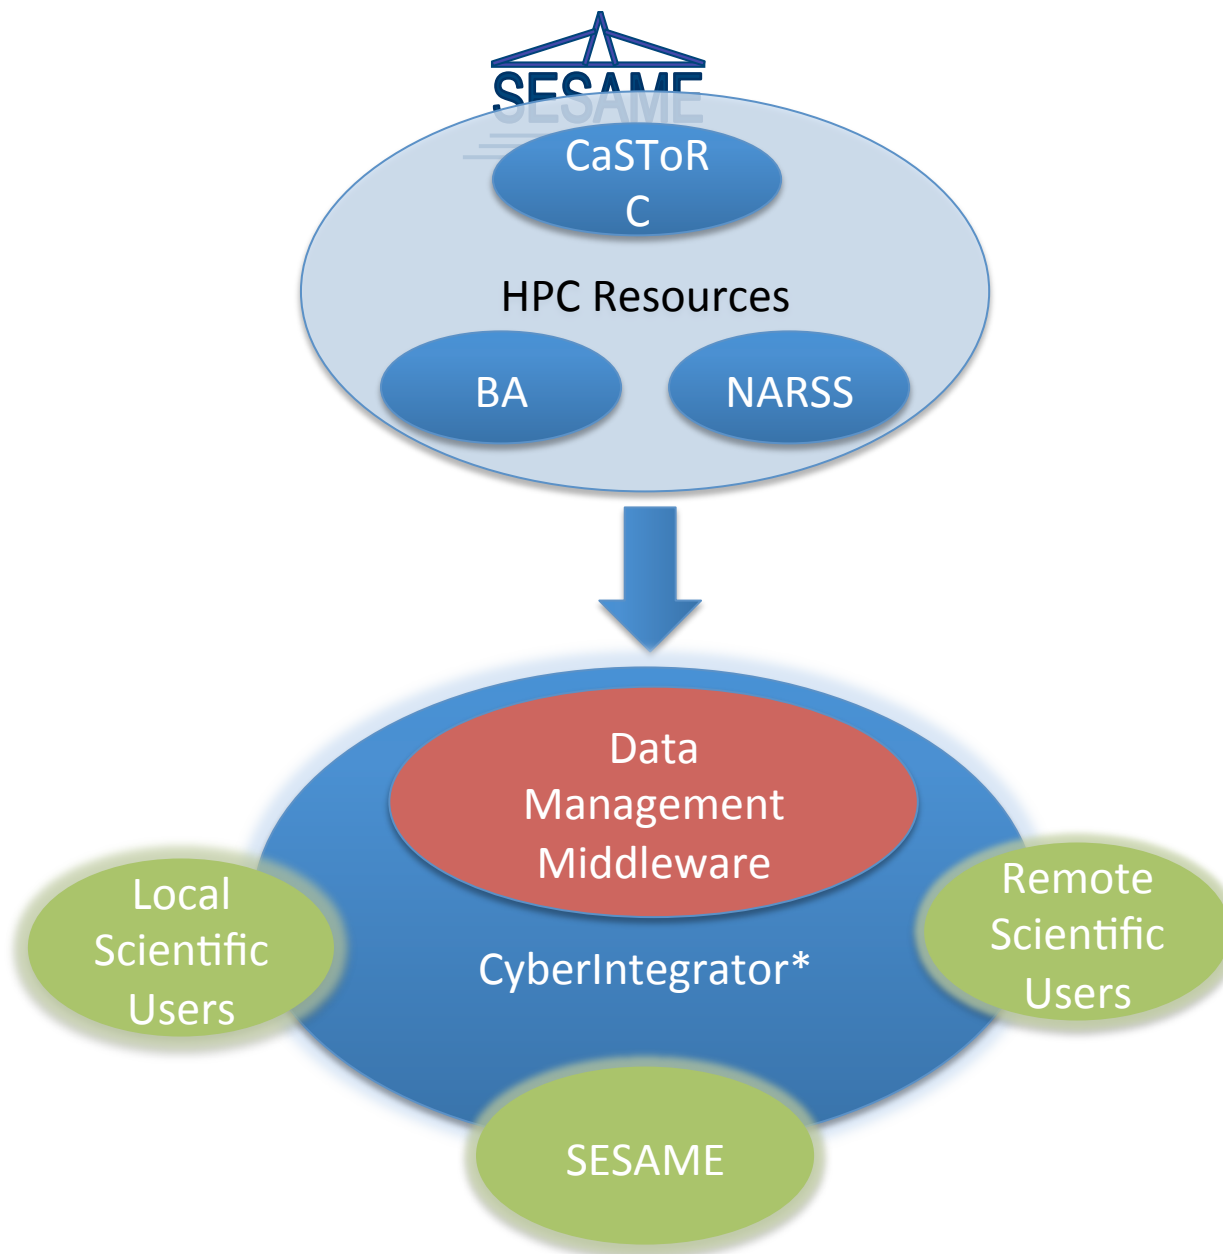 SESAME
CaSToR
C
HPC Resources
BA
NARSS
Data
Management
Middleware
Local
Scientific
Users
Remote
Scientific
Users
CyberIntegrator*
SESAME